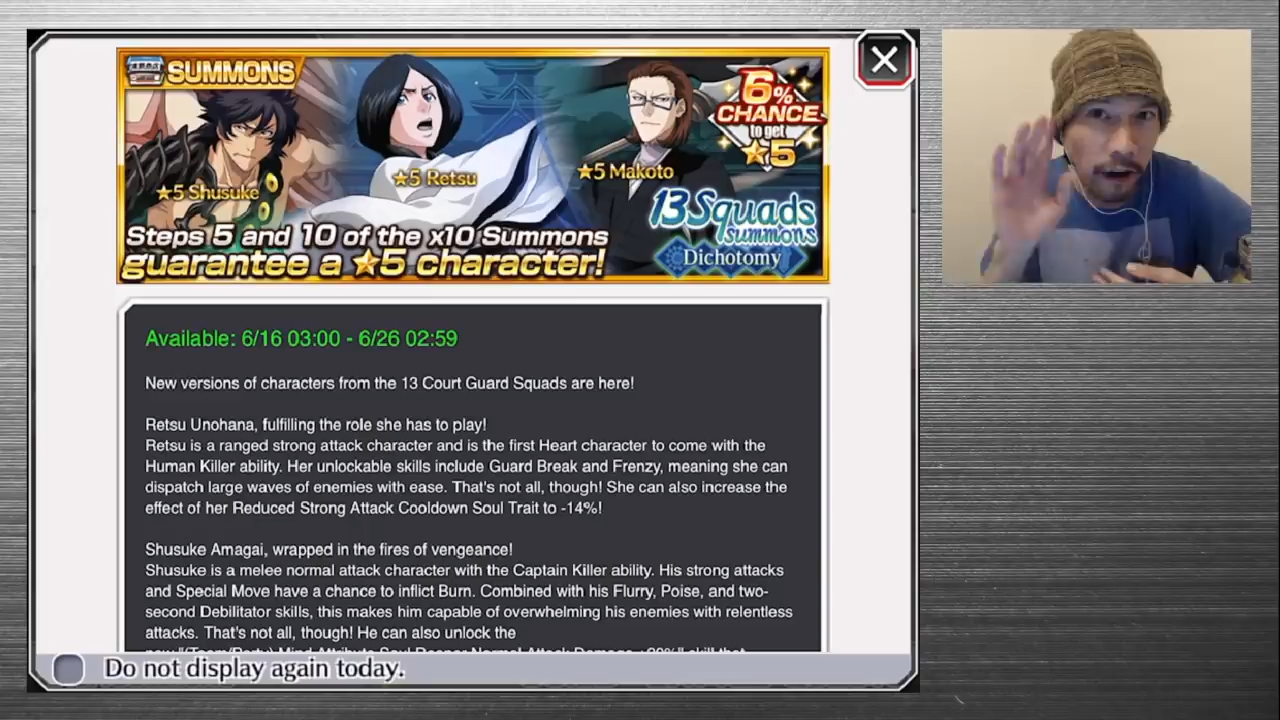 SUMMONS
6%
CHANCE
to get
★5
★5 Shusuke
★5 Retsu
★5 Makoto
13 Squads
summons
Dichotomy
Steps 5 and 10 of the x10 Summons
guarantee a ★5 character!
Available: 6/16 03:00 - 6/26 02:59
New versions of characters from the 13 Court Guard Squads are here!
Retsu Unohana, fulfilling the role she has to play!
Retsu is a ranged strong attack character and is the first Heart character to come with the
Human Killer ability. Her unlockable skills include Guard Break and Frenzy, meaning she can
dispatch large waves of enemies with ease. That's not all, though! She can also increase the
effect of her Reduced Strong Attack Cooldown Soul Trait to -14%!
Shusuke Amagai, wrapped in the fires of vengeance!
Shusuke is a melee normal attack character with the Captain Killer ability. His strong attacks
and Special Move have a chance to inflict Burn. Combined with his Flurry, Poise, and two-
second Debilitator skills, this makes him capable of overwhelming his enemies with relentless
attacks. That's not all, though! He can also unlock the
Do not display again today.